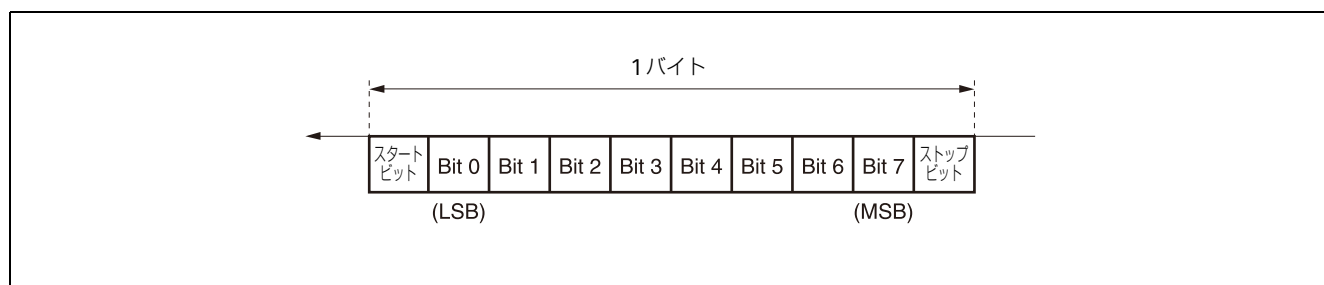 1バイト
スタート
ビット
Bit 0
Bit 1
Bit 2
Bit 3
Bit 4
Bit 5
Bit 6
Bit 7
ストップ
ビット
(LSB)
(MSB)